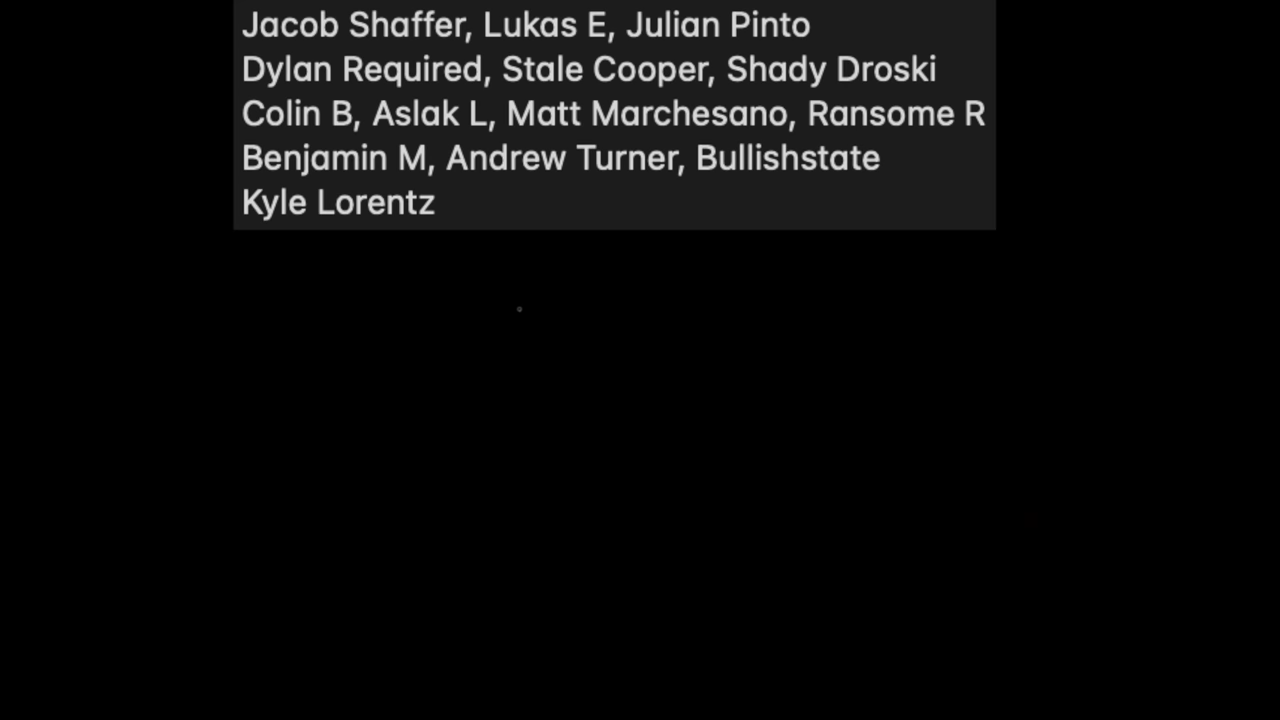 Jacob Shaffer, Lukas E, Julian Pinto
Dylan Required, Stale Cooper, Shady Droski
Colin B, Aslak L, Matt Marchesano, Ransome R
Benjamin M, Andrew Turner, Bullishstate
Kyle Lorentz